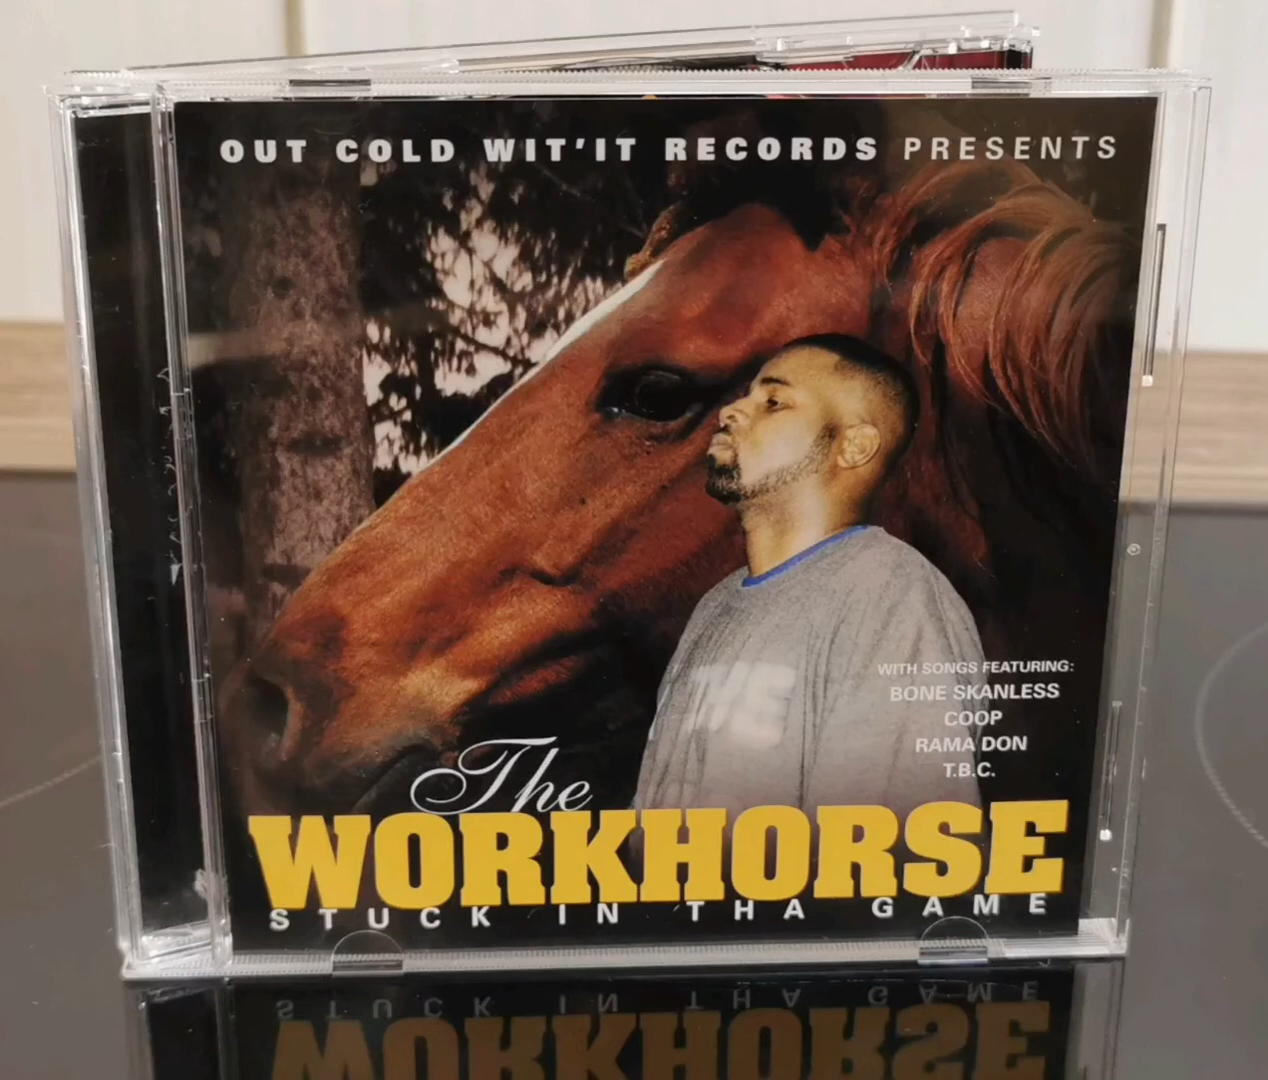 OUT COLD WIT'IT RECORDS PRESENTS
WITH SONGS FEATURING:
BONE SKANLESS
COOP
RAMA DON
T.B.C.
The
WORKHORSE
STUCK IN THA GAME